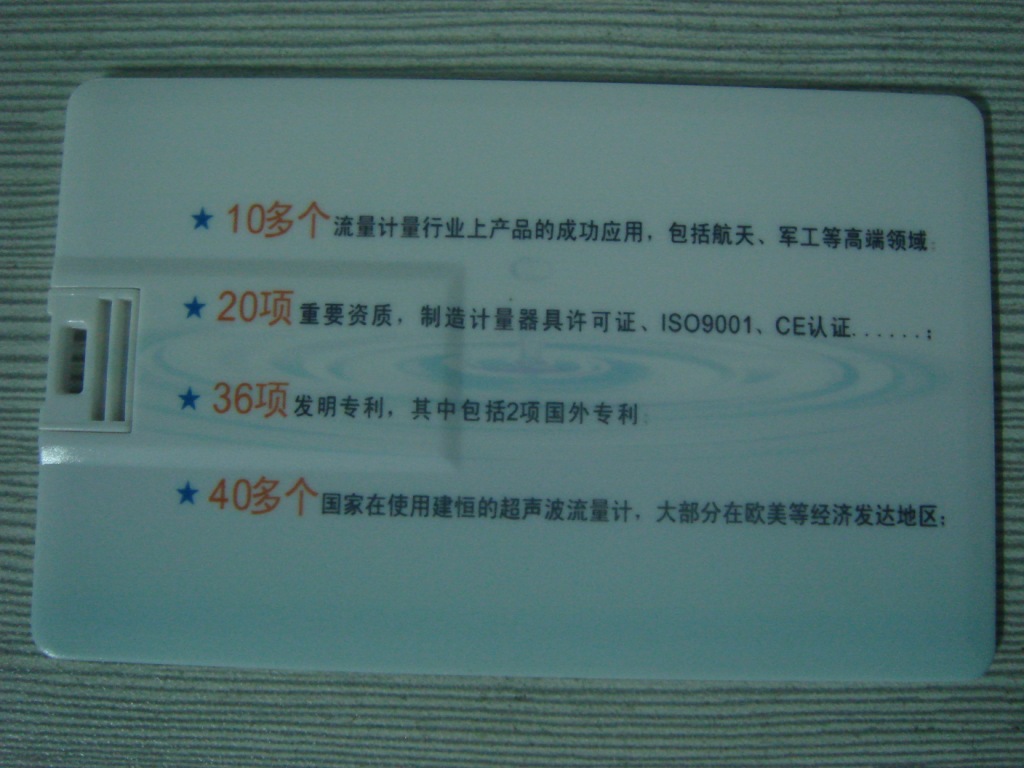 ★ 10多个流量计量行业上产品的成功应用，包括航天、军工等高端领域；
★ 20项重要资质，制造计量器具许可证、ISO9001、CE认证......；
★ 36项发明专利，其中包括2项国外专利；
★ 40多个国家在使用建恒的超声波流量计，大部分在欧美等经济发达地区；